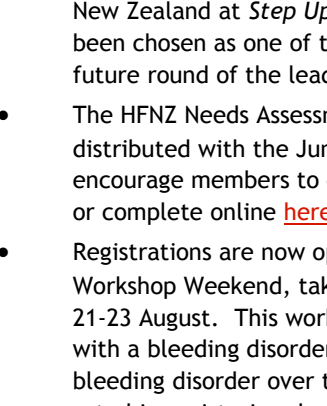 New Zealand at Step Up
been chosen as one of t
future round of the lead
• The HFNZ Needs Assessm
distributed with the Jun
encourage members to
or complete online here
• Registrations are now op
Workshop Weekend, tak
21-23 August. This work
with a bleeding disorder
bleeding disorder over t